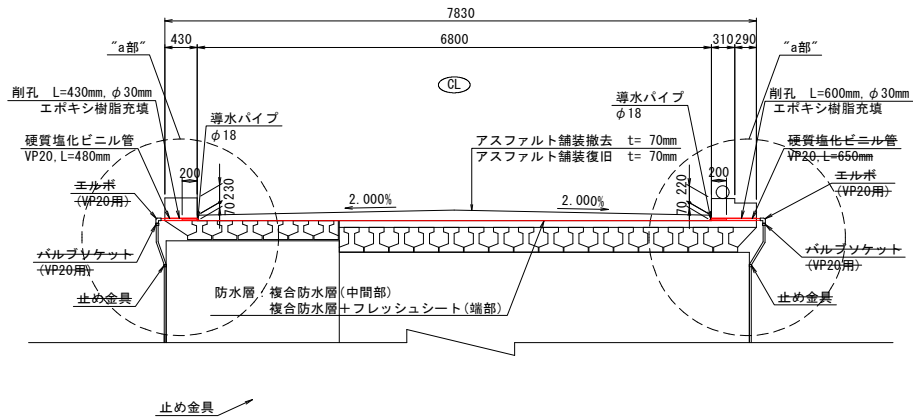 7830
430
6800
310
290
"a部"
"a部"
CL
削孔 L=430mm, φ30mm
エポキシ樹脂充填
導水パイプ
φ18
導水パイプ
φ18
削孔 L=600mm, φ30mm
エポキシ樹脂充填
硬質塩化ビニル管
VP20, L=480mm
アスファルト舗装撤去 t= 70mm
アスファルト舗装復旧 t= 70mm
硬質塩化ビニル管
VP20, L=650mm
200
70
230
2.000%
2.000%
200
70
220
エルボ
(VP20用)
エルボ
(VP20用)
バルブソケット
(VP20用)
バルブソケット
(VP20用)
止め金具
止め金具
防水層:複合防水層(中間部)
複合防水層+フレッシュシート(端部)
止め金具